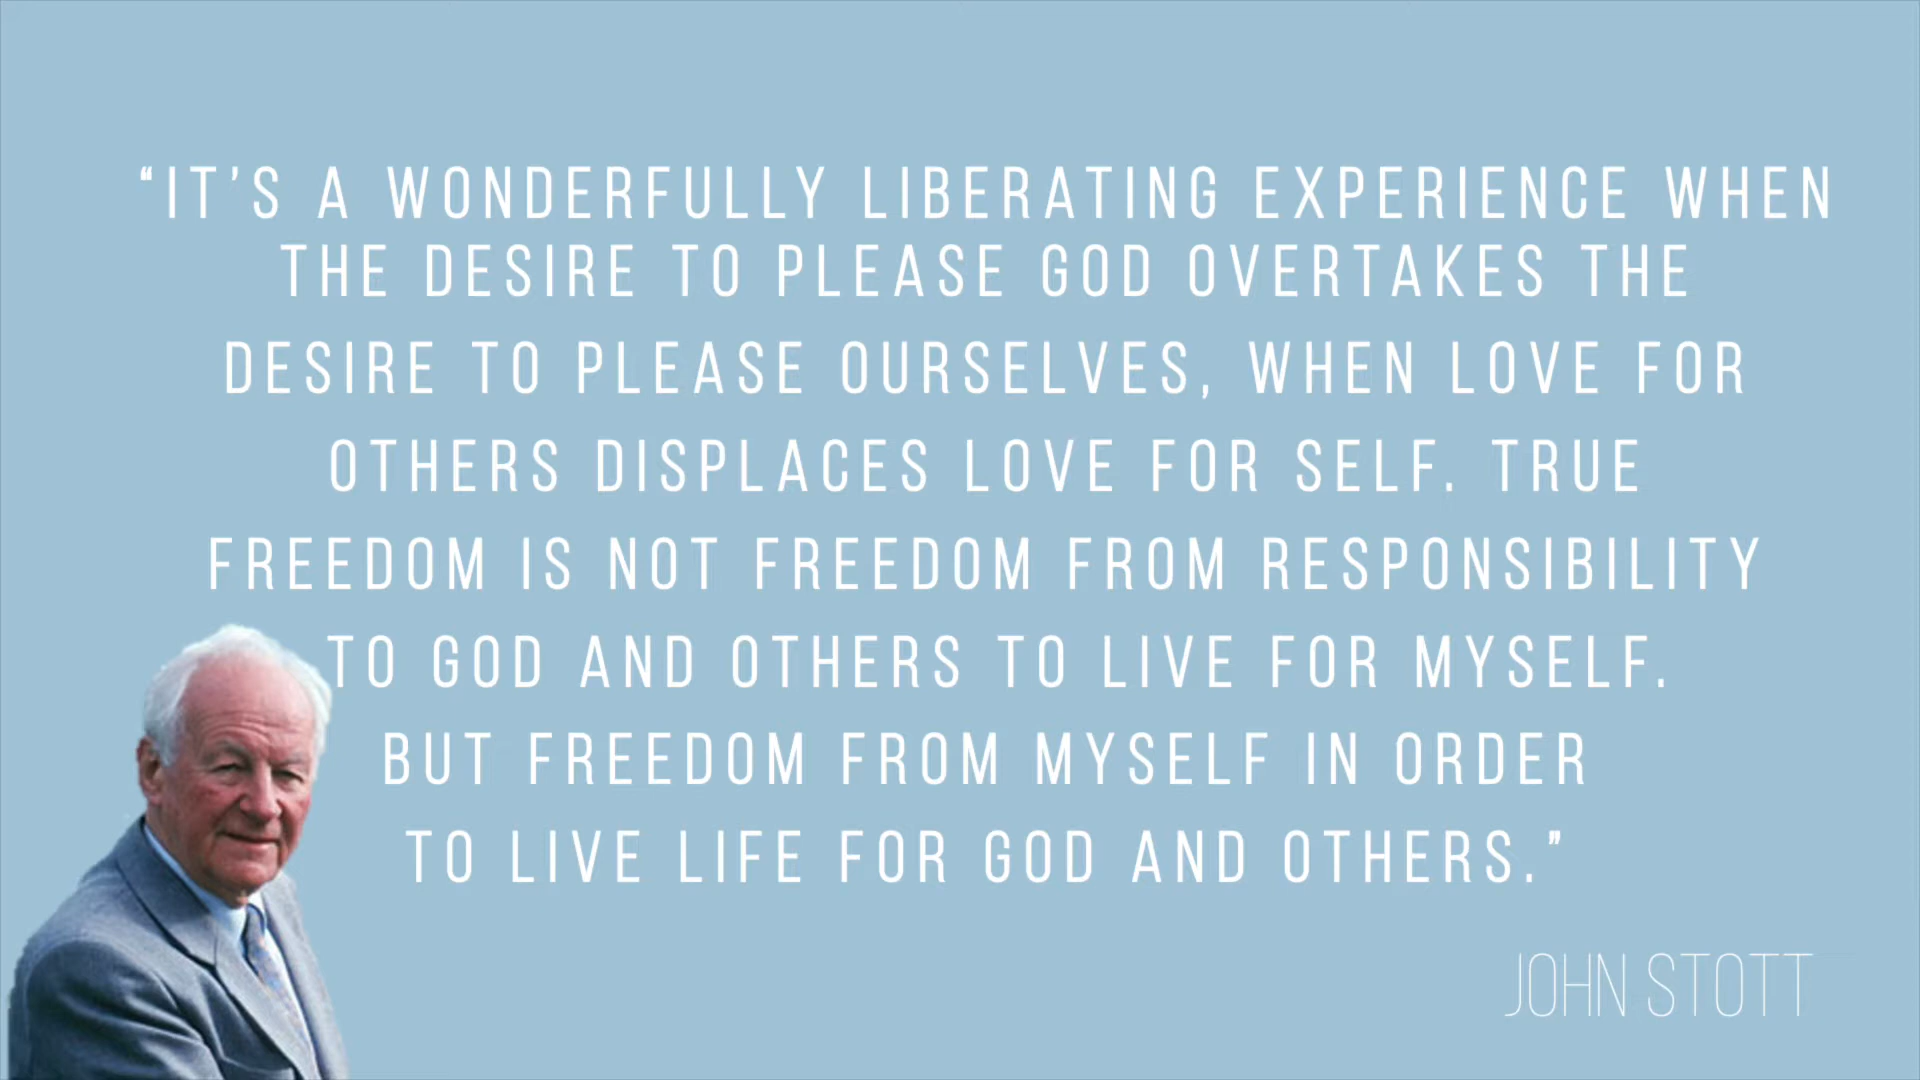 “IT’S A WONDERFULLY LIBERATING EXPERIENCE WHEN
THE DESIRE TO PLEASE GOD OVERTAKES THE
DESIRE TO PLEASE OURSELVES, WHEN LOVE FOR
OTHERS DISPLACES LOVE FOR SELF. TRUE
FREEDOM IS NOT FREEDOM FROM RESPONSIBILITY
TO GOD AND OTHERS TO LIVE FOR MYSELF.
BUT FREEDOM FROM MYSELF IN ORDER
TO LIVE LIFE FOR GOD AND OTHERS.”
JOHN STOTT